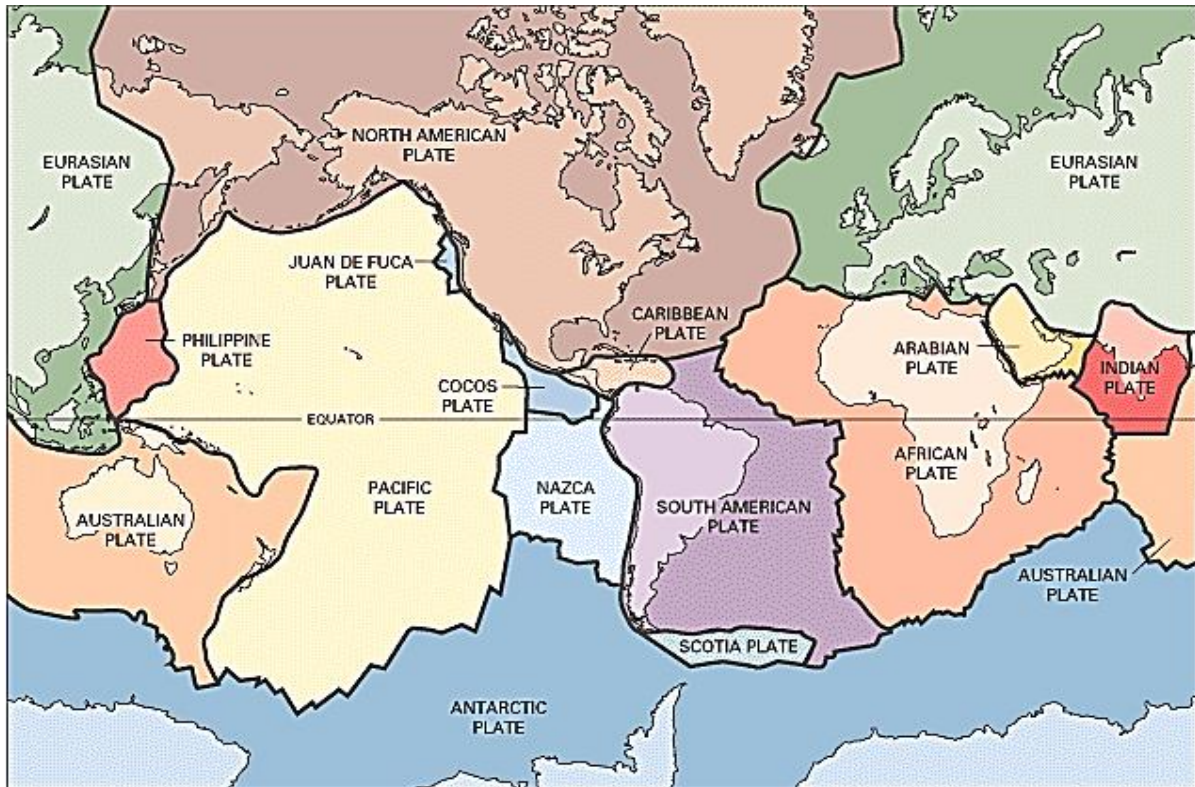 NORTH AMERICAN
PLATE
EURASIAN
PLATE
EURASIAN
PLATE
JUAN DE FUCA
PLATE
CARIBBEAN
PLATE
PHILIPPINE
PLATE
ARABIAN
PLATE
INDIAN
PLATE
COCOS
PLATE
EQUATOR
AFRICAN
PLATE
PACIFIC
PLATE
NAZCA
PLATE
SOUTH AMERICAN
PLATE
AUSTRALIAN
PLATE
AUSTRALIAN
PLATE
SCOTIA PLATE
ANTARCTIC
PLATE